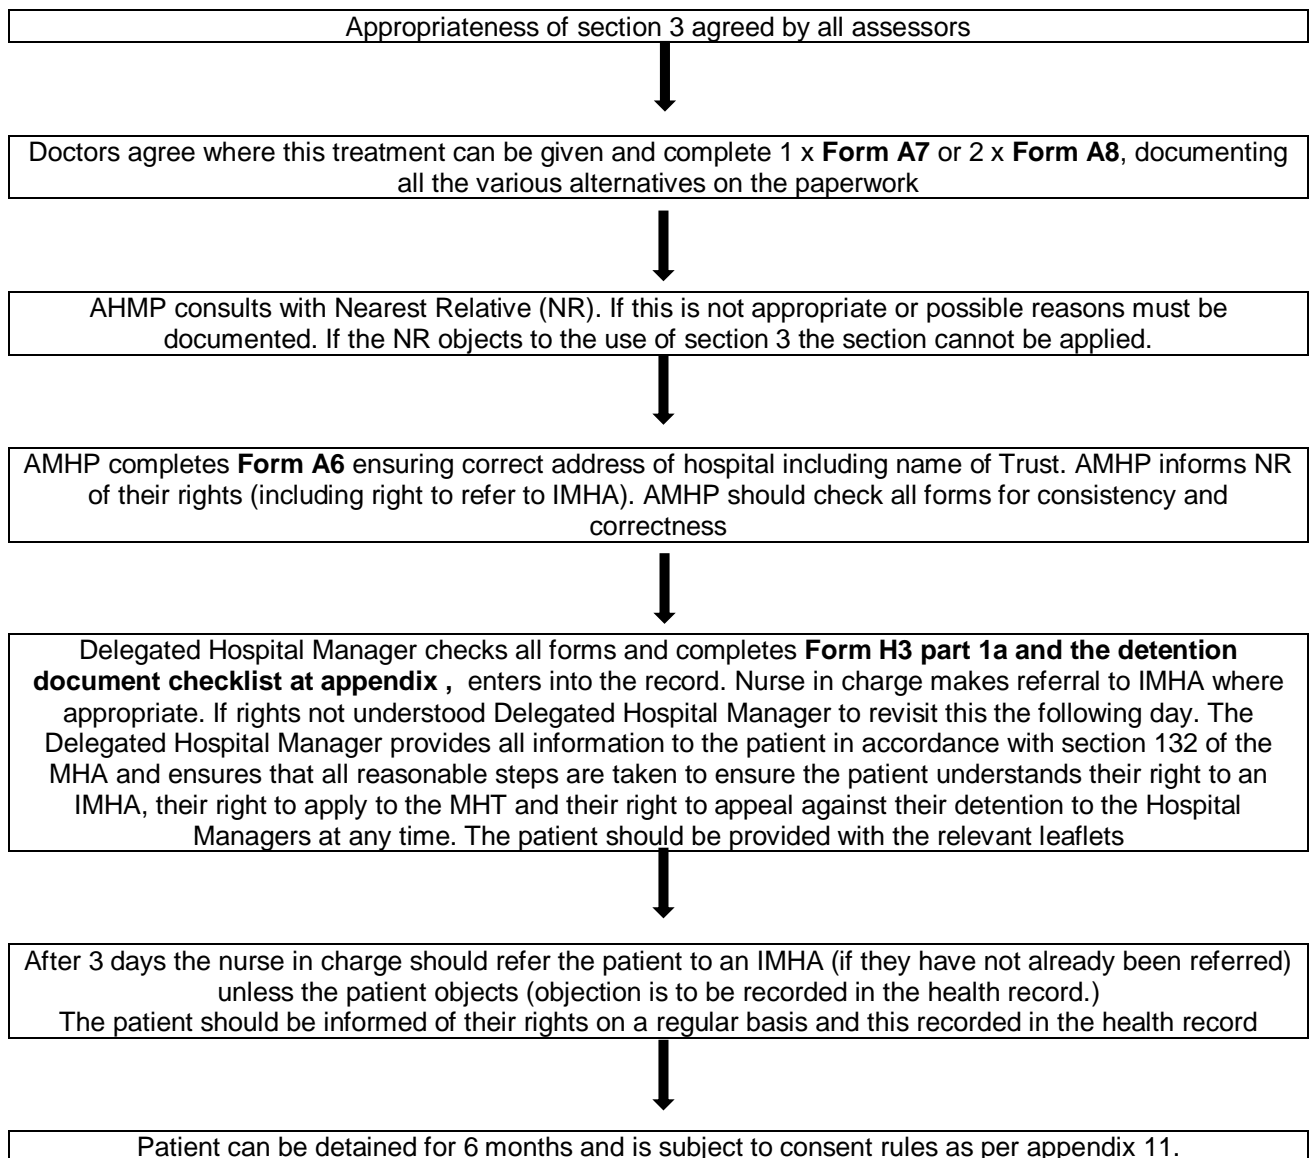 Appropriateness of section 3 agreed by all assessors
Doctors agree where this treatment can be given and complete 1 x Form A7 or 2 x Form A8, documenting
all the various alternatives on the paperwork
AHMP consults with Nearest Relative (NR). If this is not appropriate or possible reasons must be
documented. If the NR objects to the use of section 3 the section cannot be applied.
AMHP completes Form A6 ensuring correct address of hospital including name of Trust. AMHP informs NR
of their rights (including right to refer to IMHA). AMHP should check all forms for consistency and
correctness
Delegated Hospital Manager checks all forms and completes Form H3 part 1a and the detention
document checklist at appendix , enters into the record. Nurse in charge makes referral to IMHA where
appropriate. If rights not understood Delegated Hospital Manager to revisit this the following day. The
Delegated Hospital Manager provides all information to the patient in accordance with section 132 of the
MHA and ensures that all reasonable steps are taken to ensure the patient understands their right to an
IMHA, their right to apply to the MHT and their right to appeal against their detention to the Hospital
Managers at any time. The patient should be provided with the relevant leaflets
After 3 days the nurse in charge should refer the patient to an IMHA (if they have not already been referred)
unless the patient objects (objection is to be recorded in the health record.)
The patient should be informed of their rights on a regular basis and this recorded in the health record
Patient can be detained for 6 months and is subject to consent rules as per appendix 11.